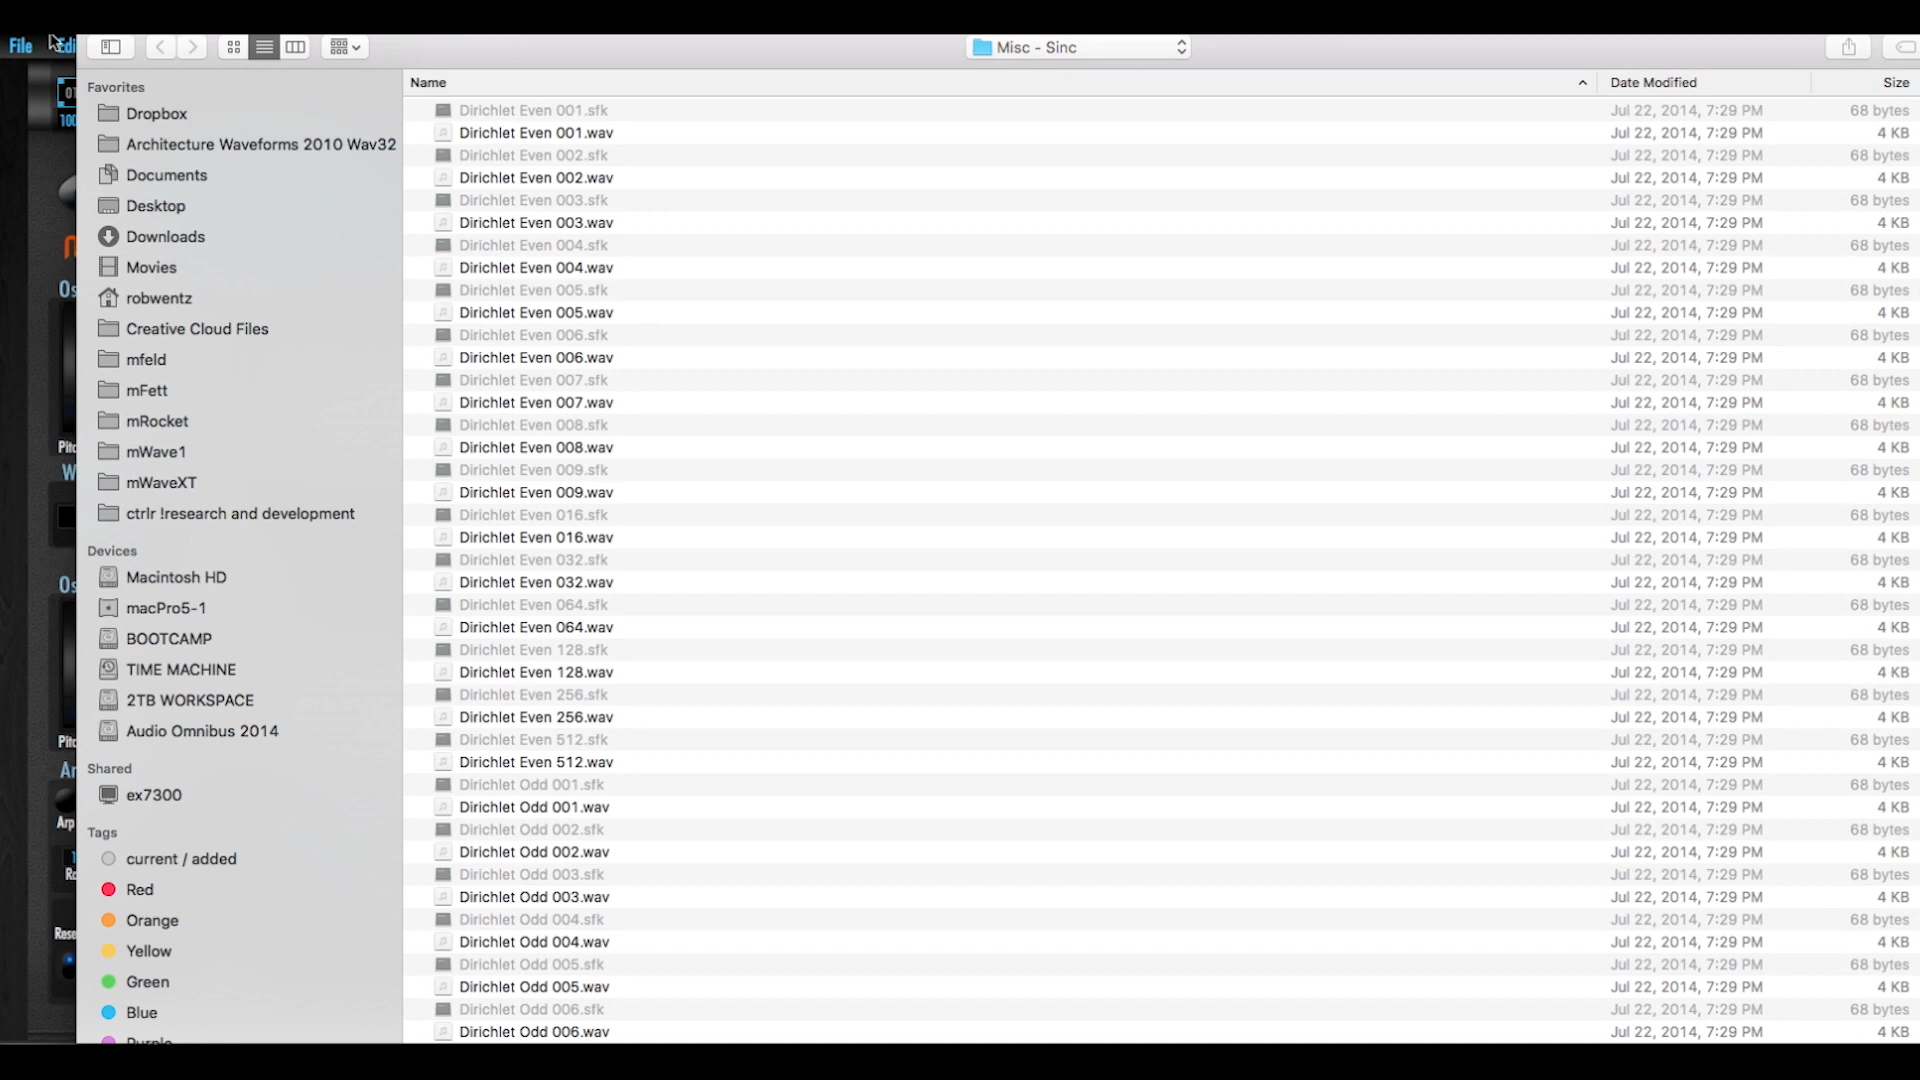 File
Edi
Misc - Sinc
Name
Date Modified
Size
Favorites
Dropbox
Architecture Waveforms 2010 Wav32
Documents
Desktop
Downloads
Movies
robwentz
Creative Cloud Files
mfeld
mFett
mRocket
mWave1
mWaveXT
ctrlr !research and development
Devices
Macintosh HD
macPro5-1
BOOTCAMP
TIME MACHINE
2TB WORKSPACE
Audio Omnibus 2014
Shared
ex7300
Tags
current / added
Red
Orange
Yellow
Green
Blue
Purple
Dirichlet Even 001.sfk Jul 22, 2014, 7:29 PM 68 bytes
Dirichlet Even 001.wav Jul 22, 2014, 7:29 PM 4 KB
Dirichlet Even 002.sfk Jul 22, 2014, 7:29 PM 68 bytes
Dirichlet Even 002.wav Jul 22, 2014, 7:29 PM 4 KB
Dirichlet Even 003.sfk Jul 22, 2014, 7:29 PM 68 bytes
Dirichlet Even 003.wav Jul 22, 2014, 7:29 PM 4 KB
Dirichlet Even 004.sfk Jul 22, 2014, 7:29 PM 68 bytes
Dirichlet Even 004.wav Jul 22, 2014, 7:29 PM 4 KB
Dirichlet Even 005.sfk Jul 22, 2014, 7:29 PM 68 bytes
Dirichlet Even 005.wav Jul 22, 2014, 7:29 PM 4 KB
Dirichlet Even 006.sfk Jul 22, 2014, 7:29 PM 68 bytes
Dirichlet Even 006.wav Jul 22, 2014, 7:29 PM 4 KB
Dirichlet Even 007.sfk Jul 22, 2014, 7:29 PM 68 bytes
Dirichlet Even 007.wav Jul 22, 2014, 7:29 PM 4 KB
Dirichlet Even 008.sfk Jul 22, 2014, 7:29 PM 68 bytes
Dirichlet Even 008.wav Jul 22, 2014, 7:29 PM 4 KB
Dirichlet Even 009.sfk Jul 22, 2014, 7:29 PM 68 bytes
Dirichlet Even 009.wav Jul 22, 2014, 7:29 PM 4 KB
Dirichlet Even 016.sfk Jul 22, 2014, 7:29 PM 68 bytes
Dirichlet Even 016.wav Jul 22, 2014, 7:29 PM 4 KB
Dirichlet Even 032.sfk Jul 22, 2014, 7:29 PM 68 bytes
Dirichlet Even 032.wav Jul 22, 2014, 7:29 PM 4 KB
Dirichlet Even 064.sfk Jul 22, 2014, 7:29 PM 68 bytes
Dirichlet Even 064.wav Jul 22, 2014, 7:29 PM 4 KB
Dirichlet Even 128.sfk Jul 22, 2014, 7:29 PM 68 bytes
Dirichlet Even 128.wav Jul 22, 2014, 7:29 PM 4 KB
Dirichlet Even 256.sfk Jul 22, 2014, 7:29 PM 68 bytes
Dirichlet Even 256.wav Jul 22, 2014, 7:29 PM 4 KB
Dirichlet Even 512.sfk Jul 22, 2014, 7:29 PM 68 bytes
Dirichlet Even 512.wav Jul 22, 2014, 7:29 PM 4 KB
Dirichlet Odd 001.sfk Jul 22, 2014, 7:29 PM 68 bytes
Dirichlet Odd 001.wav Jul 22, 2014, 7:29 PM 4 KB
Dirichlet Odd 002.sfk Jul 22, 2014, 7:29 PM 68 bytes
Dirichlet Odd 002.wav Jul 22, 2014, 7:29 PM 4 KB
Dirichlet Odd 003.sfk Jul 22, 2014, 7:29 PM 68 bytes
Dirichlet Odd 003.wav Jul 22, 2014, 7:29 PM 4 KB
Dirichlet Odd 004.sfk Jul 22, 2014, 7:29 PM 68 bytes
Dirichlet Odd 004.wav Jul 22, 2014, 7:29 PM 4 KB
Dirichlet Odd 005.sfk Jul 22, 2014, 7:29 PM 68 bytes
Dirichlet Odd 005.wav Jul 22, 2014, 7:29 PM 4 KB
Dirichlet Odd 006.sfk Jul 22, 2014, 7:29 PM 68 bytes
Dirichlet Odd 006.wav Jul 22, 2014, 7:29 PM 4 KB